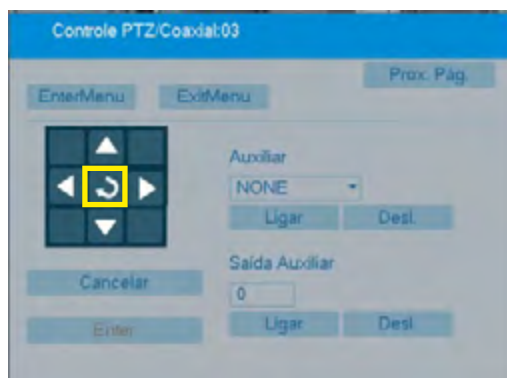 Controle PTZ/Coaxial:03
Prox. Pág.
EnterMenu ExitMenu
Auxiliar
NONE
Ligar Desl.
Saída Auxiliar
Cancelar
0
Enter
Ligar Desl.